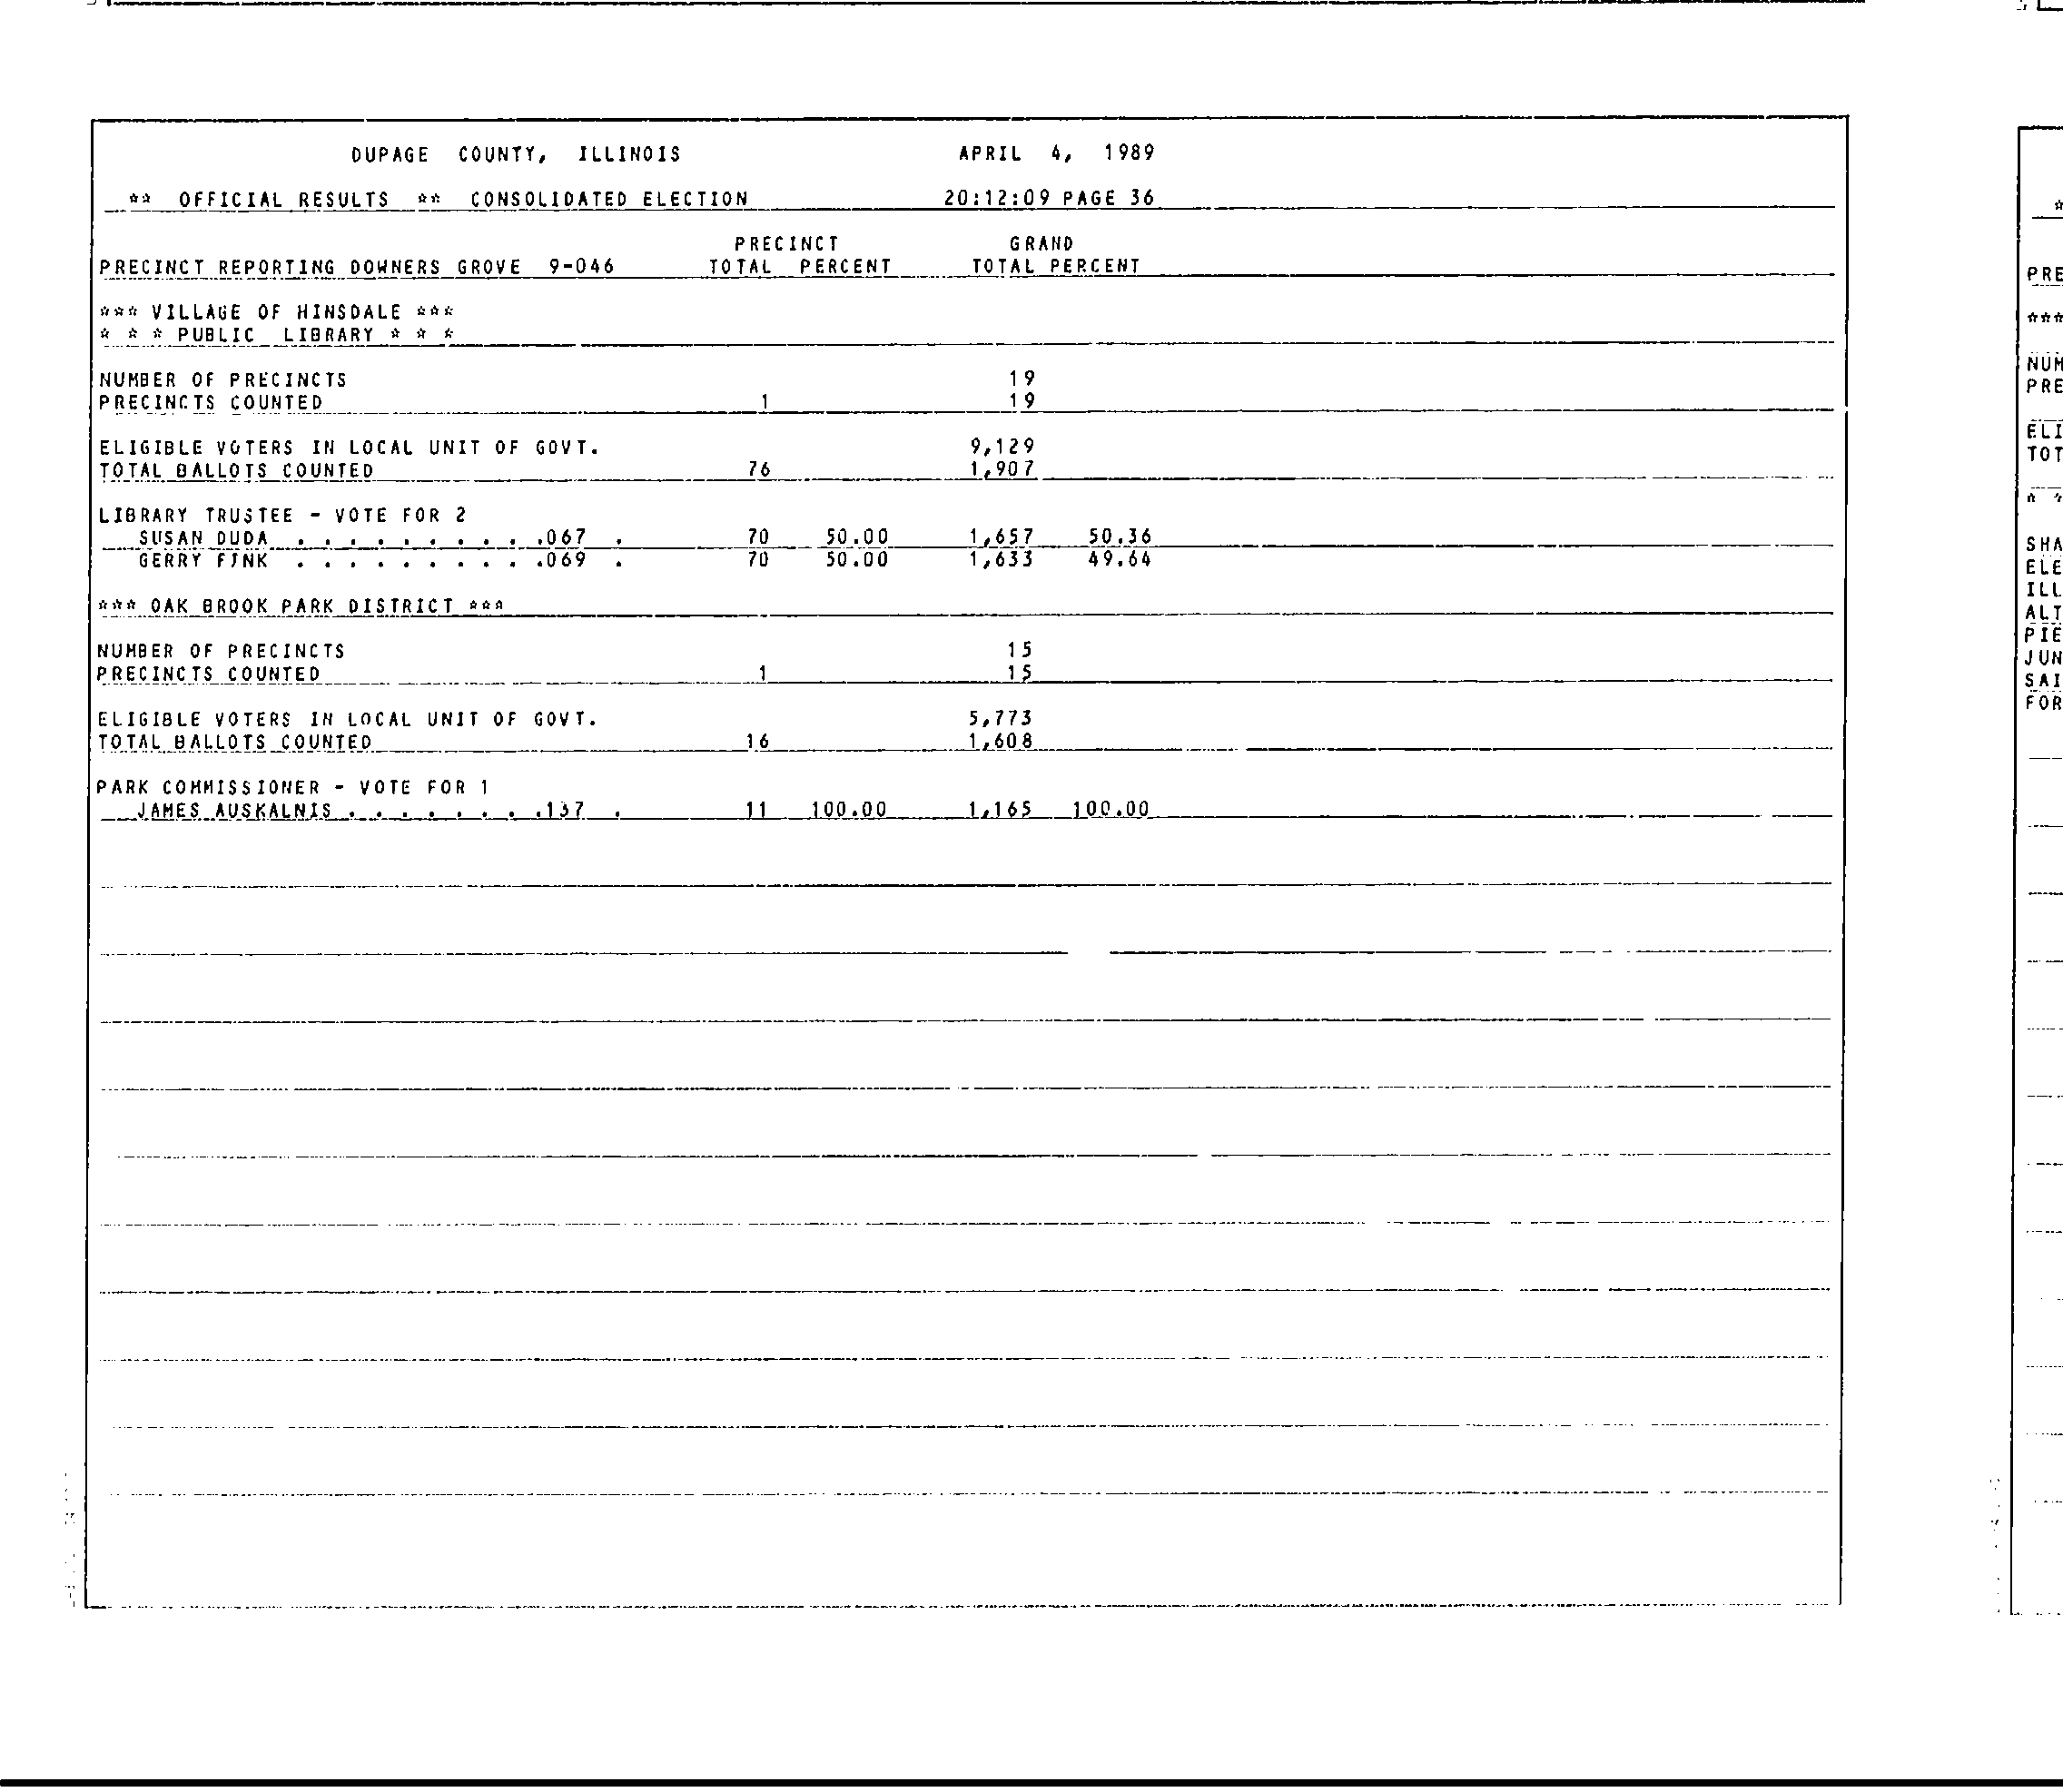 DUPAGE COUNTY, ILLINOIS APRIL 4, 1989
** OFFICIAL RESULTS ** CONSOLIDATED ELECTION 20:12:09 PAGE 36
PRECINCT GRAND
PRECINCT REPORTING DOWNERS GROVE 9-046 TOTAL PERCENT TOTAL PERCENT
*** VILLAGE OF HINSDALE ***
* * * PUBLIC LIBRARY * * *
NUMBER OF PRECINCTS 19
PRECINCTS COUNTED 1 19
ELIGIBLE VOTERS IN LOCAL UNIT OF GOVT. 9,129
TOTAL BALLOTS COUNTED 76 1,907
LIBRARY TRUSTEE - VOTE FOR 2
SUSAN DUDA . . . . . . . . . .067 . 70 50.00 1,657 50.36
GERRY FINK . . . . . . . . . .069 . 70 50.00 1,633 49.64
*** OAK BROOK PARK DISTRICT ***
NUMBER OF PRECINCTS 15
PRECINCTS COUNTED 1 15
ELIGIBLE VOTERS IN LOCAL UNIT OF GOVT. 5,773
TOTAL BALLOTS COUNTED 16 1,608
PARK COMMISSIONER - VOTE FOR 1
JAMES AUSKALNIS . . . . . . . .137 . 11 100.00 1,165 100.00
PRE
***
NUM
PRE
ELI
TOT
* *
SHA
ELE
ILL
ALT
PIE
JUN
SAI
FOR